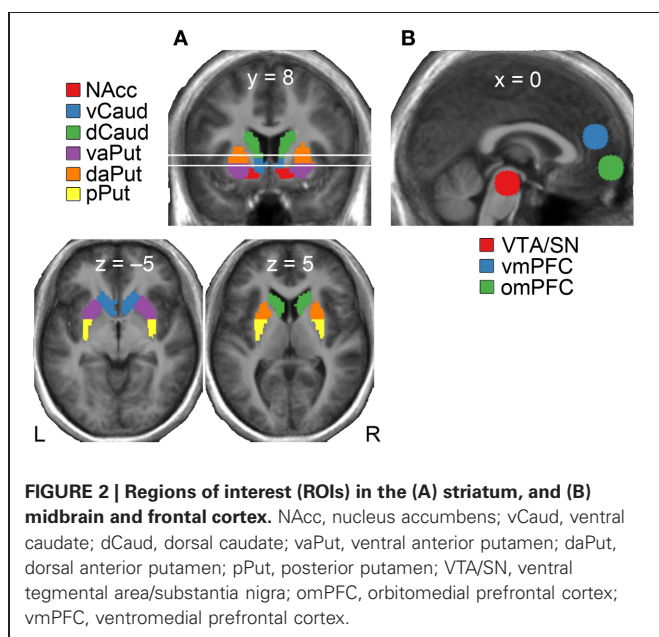 A
B
NAcc
vCaud
dCaud
vaPut
daPut
pPut
y = 8
x = 0
VTA/SN
vmPFC
omPFC
z = –5
z = 5
L
R
FIGURE 2 | Regions of interest (ROIs) in the (A) striatum, and (B)
midbrain and frontal cortex. NAcc, nucleus accumbens; vCaud, ventral
caudate; dCaud, dorsal caudate; vaPut, ventral anterior putamen; daPut,
dorsal anterior putamen; pPut, posterior putamen; VTA/SN, ventral
tegmental area/substantia nigra; omPFC, orbitomedial prefrontal cortex;
vmPFC, ventromedial prefrontal cortex.